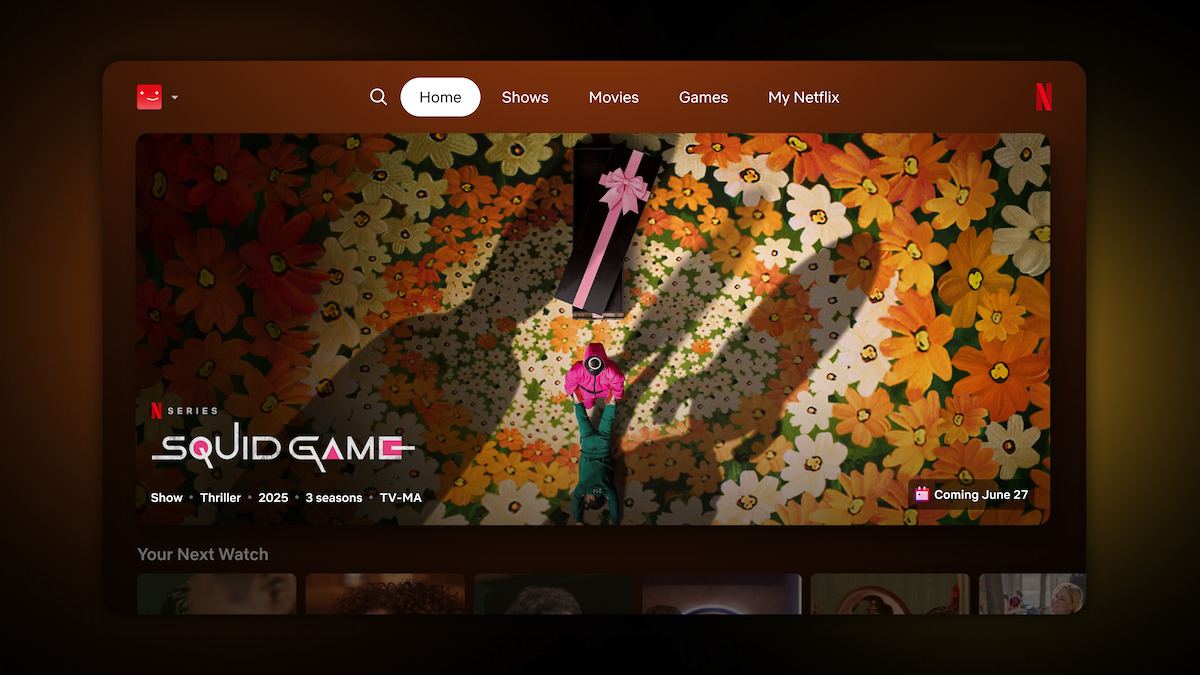 Home Shows Movies Games My Netflix N
N SERIES
SQUID GAME
Show • Thriller • 2025 • 3 seasons • TV-MA
Coming June 27
Your Next Watch